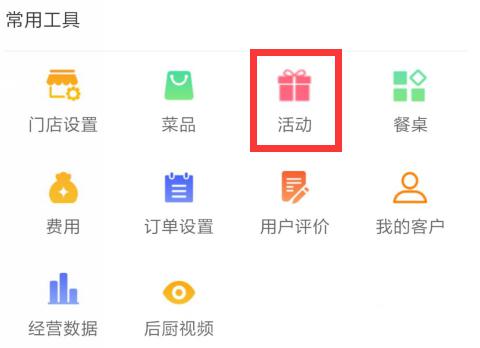 常用工具
门店设置 菜品 活动 餐桌
费用 订单设置 用户评价 我的客户
经营数据 后厨视频